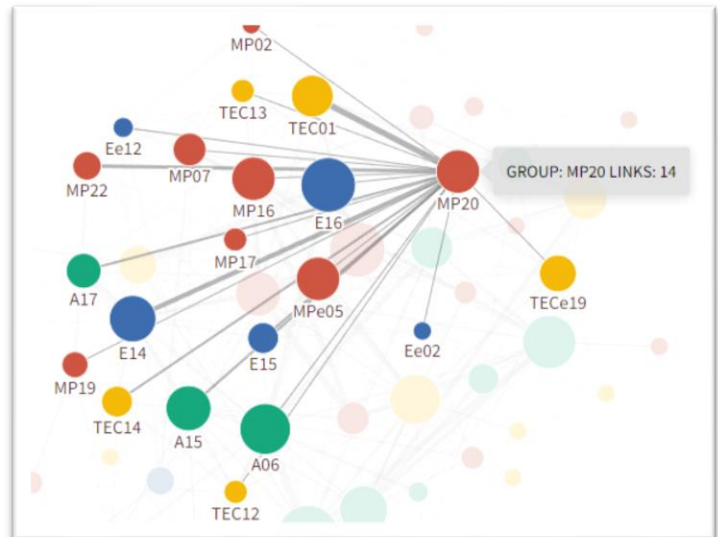 MP02
TEC13
TEC01
Ee12
MP07
MP22
MP16
E16
MP20
GROUP: MP20 LINKS: 14
MP17
A17
MPe05
TECe19
E14
E15
Ee02
MP19
TEC14
A15
A06
TEC12